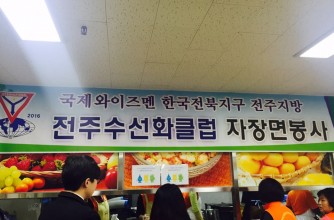 국제와이즈멘 한국전북지구 전주지방
전주수선화클럽 자장면봉사
2016